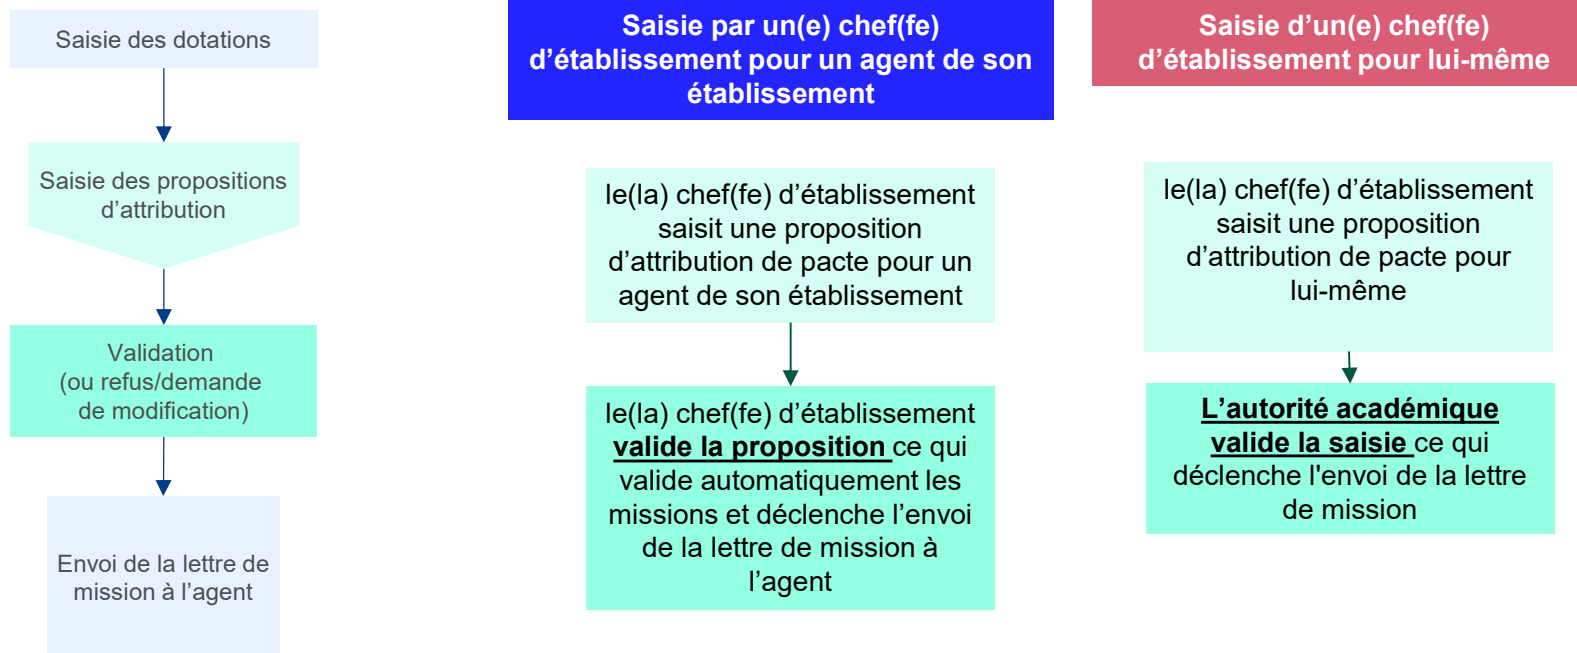 Saisie des dotations
Saisie des propositions
d'attribution
Validation
(ou refus/demande
de modification)
Envoi de la lettre de
mission à l'agent
Saisie par un(e) chef(fe)
d'établissement pour un agent de son
établissement
le(la) chef(fe) d'établissement
saisit une proposition
d'attribution de pacte pour un
agent de son établissement
le(la) chef(fe) d'établissement
valide la proposition ce qui
valide automatiquement les
missions et déclenche l'envoi
de la lettre de mission à
l'agent
Saisie d'un(e) chef(fe)
d'établissement pour lui-même
le(la) chef(fe) d'établissement
saisit une proposition
d'attribution de pacte pour
lui-même
L'autorité académique
valide la saisie ce qui
déclenche l'envoi de la lettre
de mission